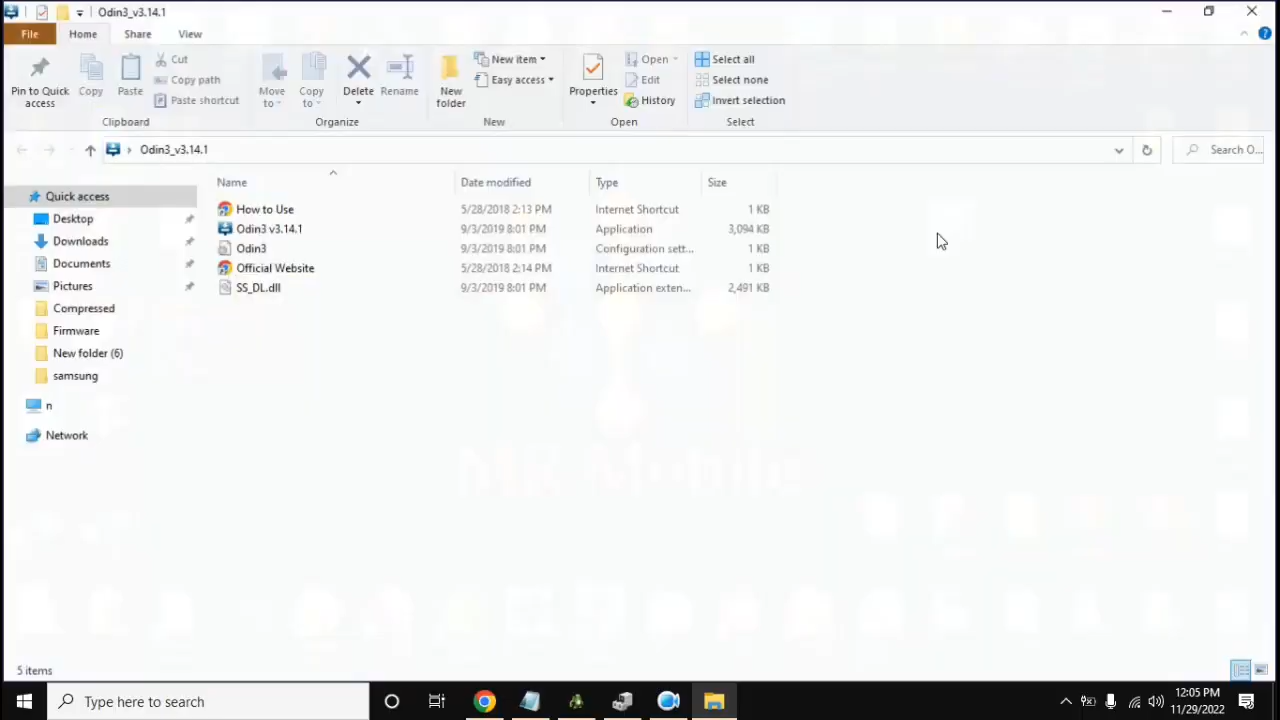 Odin3_v3.14.1
File Home Share View
Pin to Quick access
Copy
Paste
Cut
Copy path
Paste shortcut
Clipboard
Move to
Copy to
Delete
Rename
Organize
New folder
New item
Easy access
New
Properties
Open
Edit
History
Open
Select all
Select none
Invert selection
Select
Odin3_v3.14.1
Search O...
Name Date modified Type Size
How to Use 5/28/2018 2:13 PM Internet Shortcut 1 KB
Odin3 v3.14.1 9/3/2019 8:01 PM Application 3,094 KB
Odin3 9/3/2019 8:01 PM Configuration sett... 1 KB
Official Website 5/28/2018 2:14 PM Internet Shortcut 1 KB
SS_DL.dll 9/3/2019 8:01 PM Application exten... 2,491 KB
Quick access
Desktop
Downloads
Documents
Pictures
Compressed
Firmware
New folder (6)
samsung
n
Network
MR Mobile
5 items
Type here to search
12:05 PM
11/29/2022